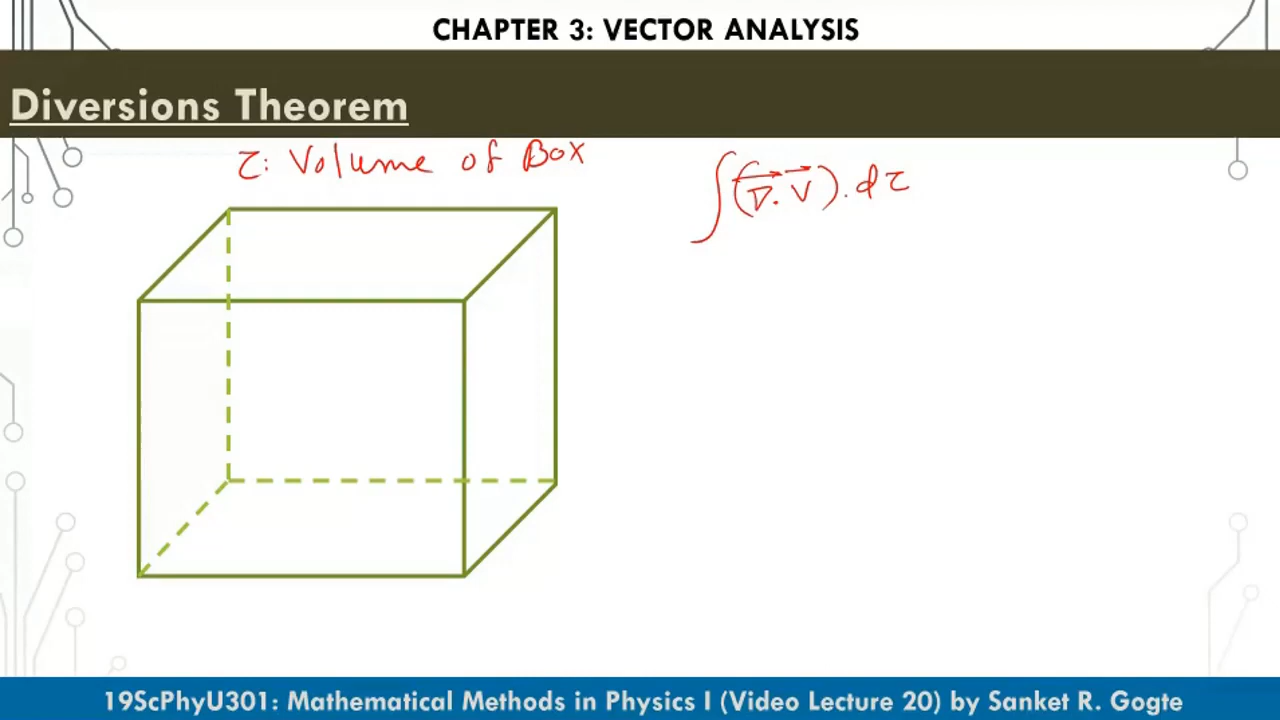 CHAPTER 3: VECTOR ANALYSIS
Diversions Theorem
τ: Volume of Box
∫(∇⃗.V⃗).dτ
19ScPhyU301: Mathematical Methods in Physics I (Video Lecture 20) by Sanket R. Gogte